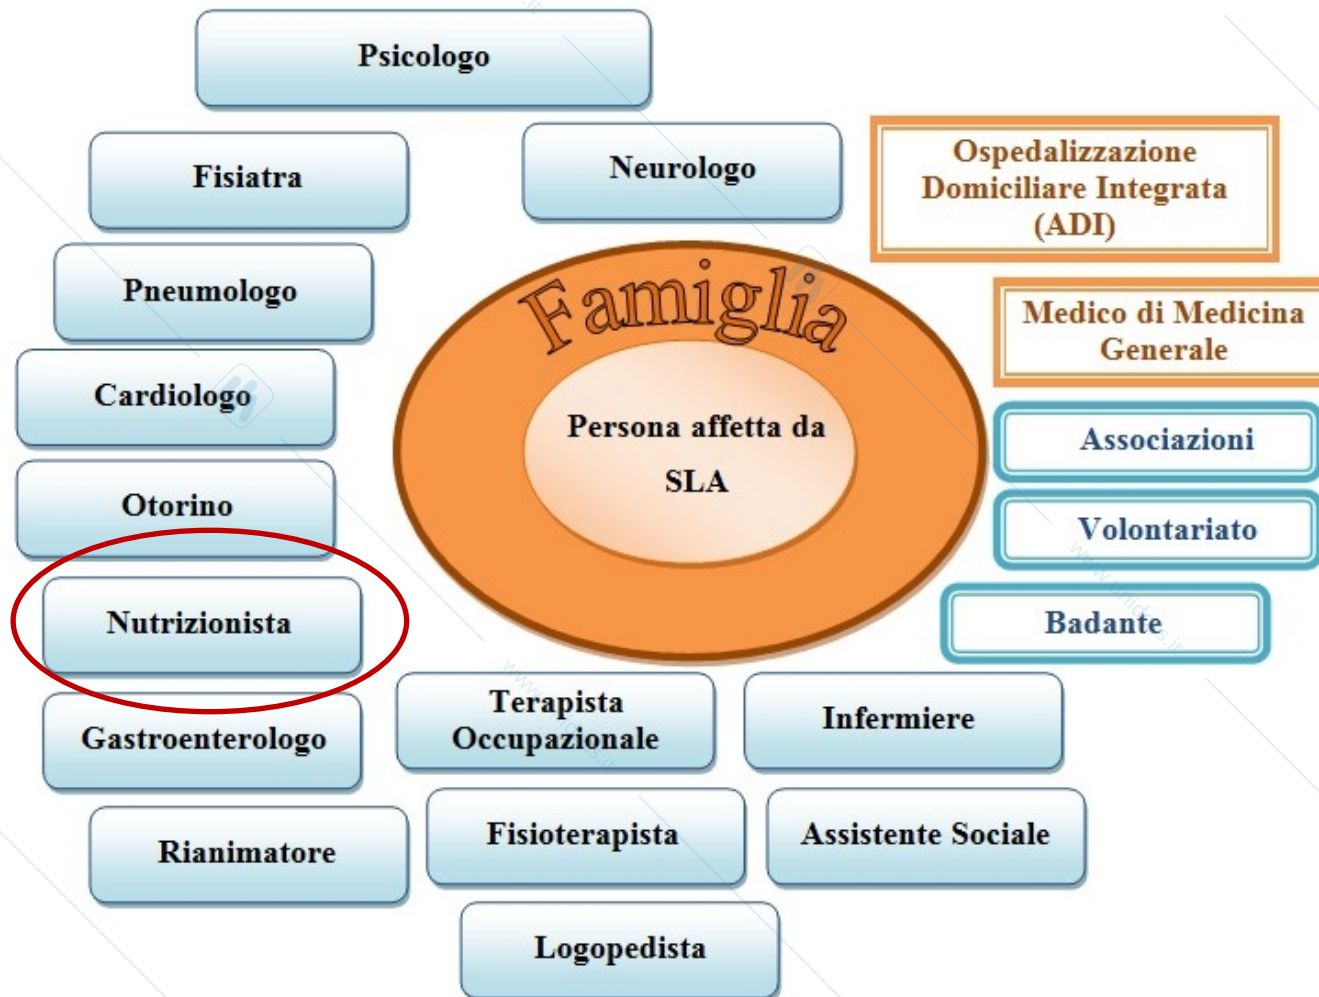 Psicologo
Fisiatra
Neurologo
Ospedalizzazione
Domiciliare Integrata
(ADI)
Pneumologo
Famiglia
Medico di Medicina
Generale
Cardiologo
Persona affetta da
SLA
Associazioni
Otorino
Volontariato
Nutrizionista
Badante
Gastroenterologo
Terapista
Occupazionale
Infermiere
Rianimatore
Fisioterapista
Assistente Sociale
Logopedista